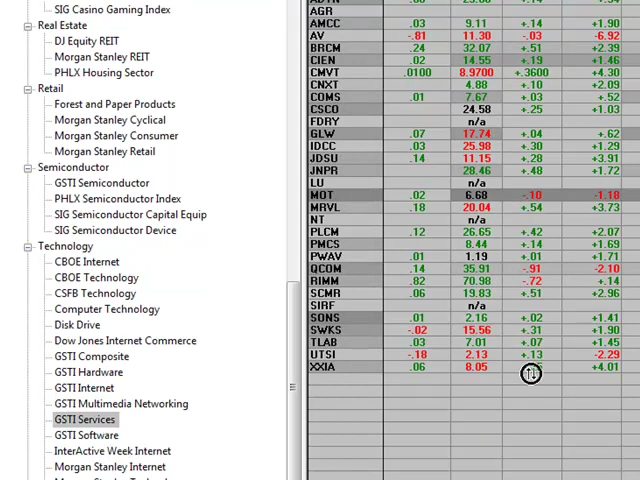 SIG Casino Gaming Index
Real Estate
DJ Equity REIT
Morgan Stanley REIT
PHLX Housing Sector
Retail
Forest and Paper Products
Morgan Stanley Cyclical
Morgan Stanley Consumer
Morgan Stanley Retail
Semiconductor
GSTI Semiconductor
PHLX Semiconductor Index
SIG Semiconductor Capital Equip
SIG Semiconductor Device
Technology
CBOE Internet
CBOE Technology
CSFB Technology
Computer Technology
Disk Drive
Dow Jones Internet Commerce
GSTI Composite
GSTI Hardware
GSTI Internet
GSTI Multimedia Networking
GSTI Services
GSTI Software
InterActive Week Internet
Morgan Stanley Internet
AGR
AMCC .03 9.11 +.14 +1.90
AV -.81 11.30 -.03 -6.92
BRCM .24 32.07 +.51 +2.39
CIEN .02 14.55 +.19 +1.46
CMVT .0100 8.9700 +.3600 +4.30
CNXT 4.88 +.10 +2.09
COMS .01 7.67 +.03 +.52
CSCO 24.58 +.25 +1.03
FDRY n/a
GLW .07 17.74 +.04 +.62
IDCC .03 25.98 +.30 +1.29
JDSU .14 11.15 +.28 +3.91
JNPR 28.46 +.48 +1.72
LU n/a
MOT .02 6.68 -.10 -1.18
MRVL .18 20.04 +.54 +3.73
NT n/a
PLCM .12 26.65 +.42 +2.07
PMCS 8.44 +.14 +1.69
PWAV .01 1.19 +.01 +1.71
QCOM .14 35.91 -.91 -2.10
RIMM .82 70.98 -.72 +.14
SCMR .06 19.83 +.51 +2.96
SIRF n/a
SONS .01 2.16 +.02 +1.41
SWKS -.02 15.56 +.31 +1.90
TLAB .03 7.01 +.07 +1.45
UTSI -.18 2.13 +.13 -2.29
XXIA .06 8.05 +4.01